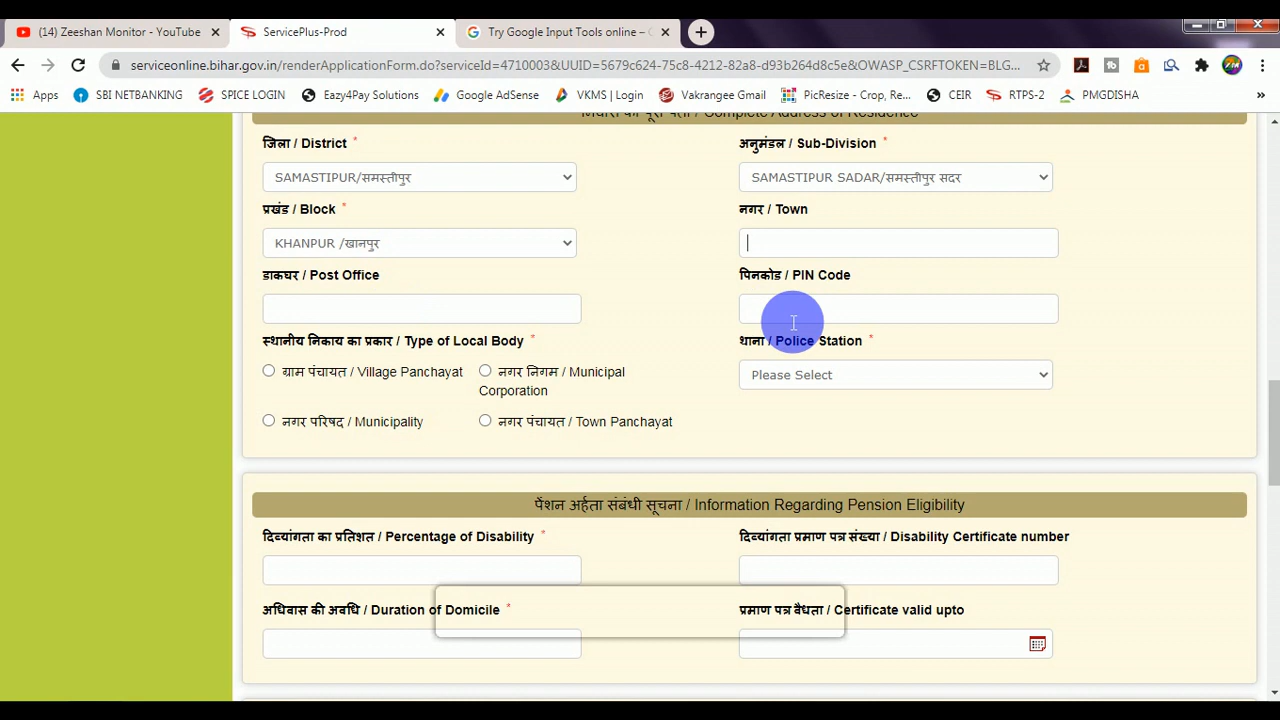 (14) Zeeshan Monitor - YouTube ServicePlus-Prod Try Google Input Tools online –
serviceonline.bihar.gov.in/renderApplicationForm.do?serviceId=4710003&UUID=5679c624-75c8-4212-82a8-d93b264d8c5e&OWASP_CSRFTOKEN=BLG...
Apps SBI NETBANKING SPICE LOGIN Eazy4Pay Solutions Google AdSense VKMS | Login Vakrangee Gmail PicResize - Crop, Re... CEIR RTPS-2 PMGDISHA »
/ Complete Address of Residence
जिला / District * अनुमंडल / Sub-Division *
SAMASTIPUR/समस्तीपुर SAMASTIPUR SADAR/समस्तीपुर सदर
प्रखंड / Block * नगर / Town
KHANPUR /खानपुर
डाकघर / Post Office पिनकोड / PIN Code
स्थानीय निकाय का प्रकार / Type of Local Body * थाना / Police Station *
ग्राम पंचायत / Village Panchayat नगर निगम / Municipal Corporation Please Select
नगर परिषद / Municipality नगर पंचायत / Town Panchayat
पेंशन अर्हता संबंधी सूचना / Information Regarding Pension Eligibility
दिव्यांगता का प्रतिशत / Percentage of Disability * दिव्यांगता प्रमाण पत्र संख्या / Disability Certificate number
अधिवास की अवधि / Duration of Domicile * प्रमाण पत्र वैधता / Certificate valid upto